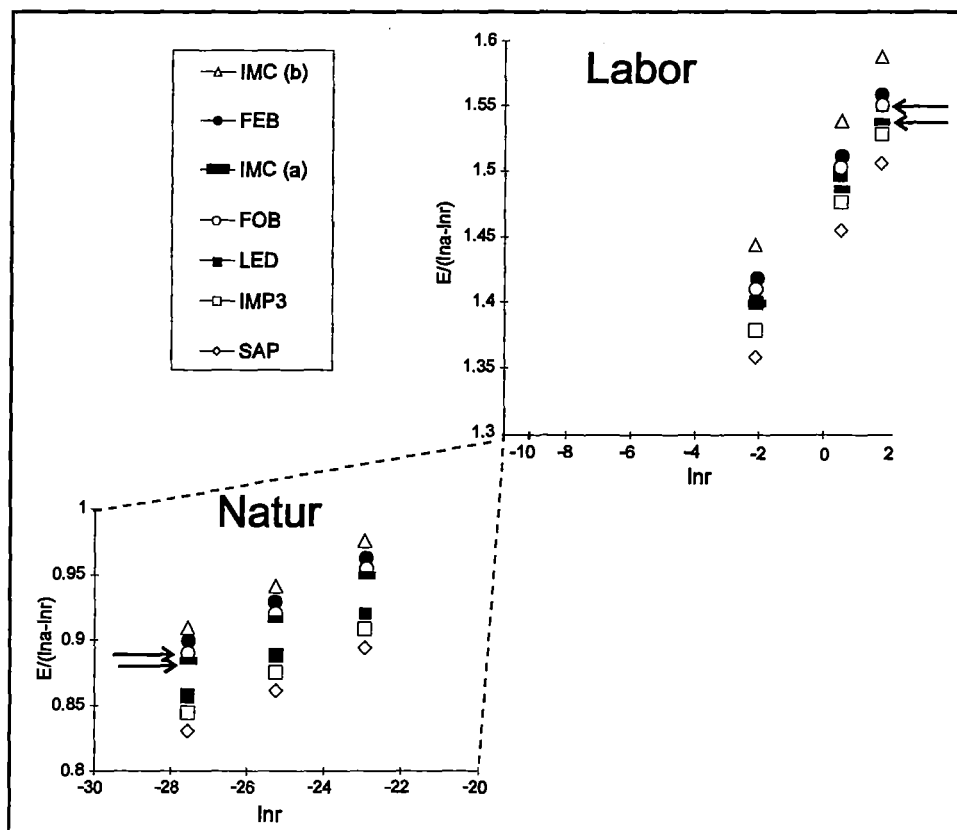 IMC (b)
FEB
IMC (a)
FOB
LED
IMP3
SAP
Labor
1.6
1.55
1.5
1.45
1.4
1.35
1.3
E/(lna-lnr)
-10 -8 -6 -4 -2 0 2
lnr
Natur
1
0.95
0.9
0.85
0.8
E/(lna-lnr)
-30 -28 -26 -24 -22 -20
lnr